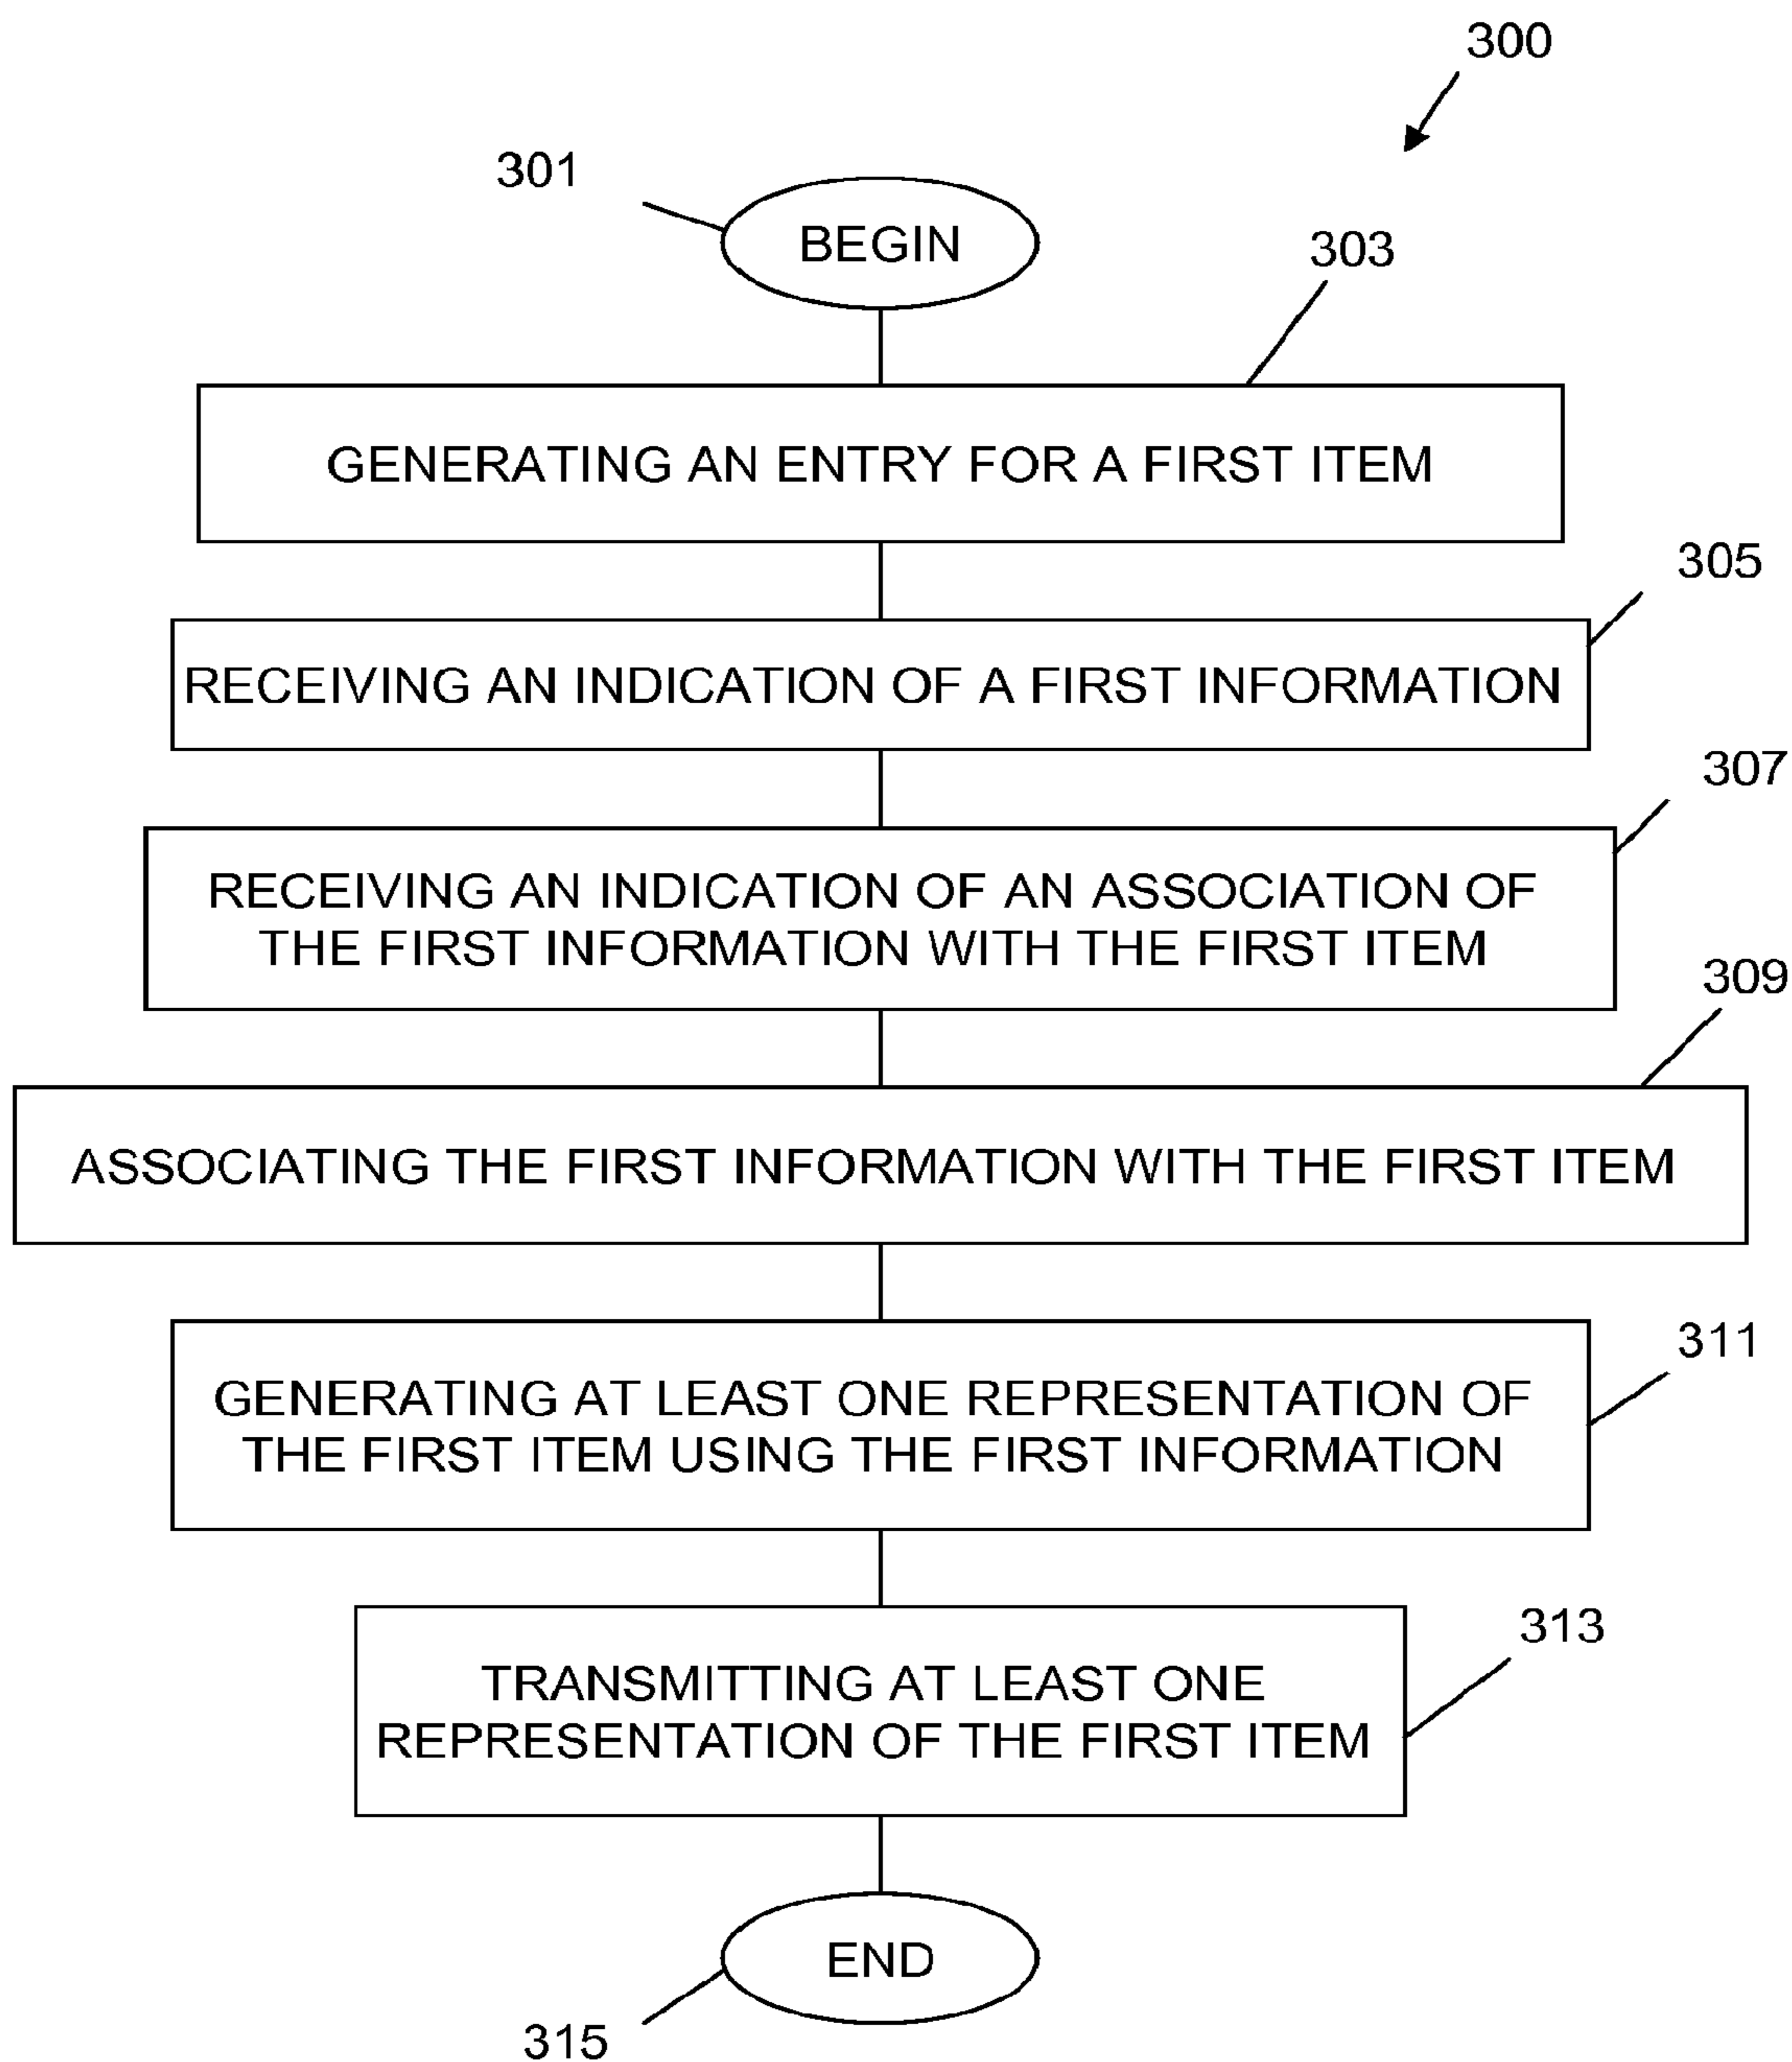 300
301
BEGIN
303
GENERATING AN ENTRY FOR A FIRST ITEM
305
RECEIVING AN INDICATION OF A FIRST INFORMATION
307
RECEIVING AN INDICATION OF AN ASSOCIATION OF
THE FIRST INFORMATION WITH THE FIRST ITEM
309
ASSOCIATING THE FIRST INFORMATION WITH THE FIRST ITEM
311
GENERATING AT LEAST ONE REPRESENTATION OF
THE FIRST ITEM USING THE FIRST INFORMATION
313
TRANSMITTING AT LEAST ONE
REPRESENTATION OF THE FIRST ITEM
END
315